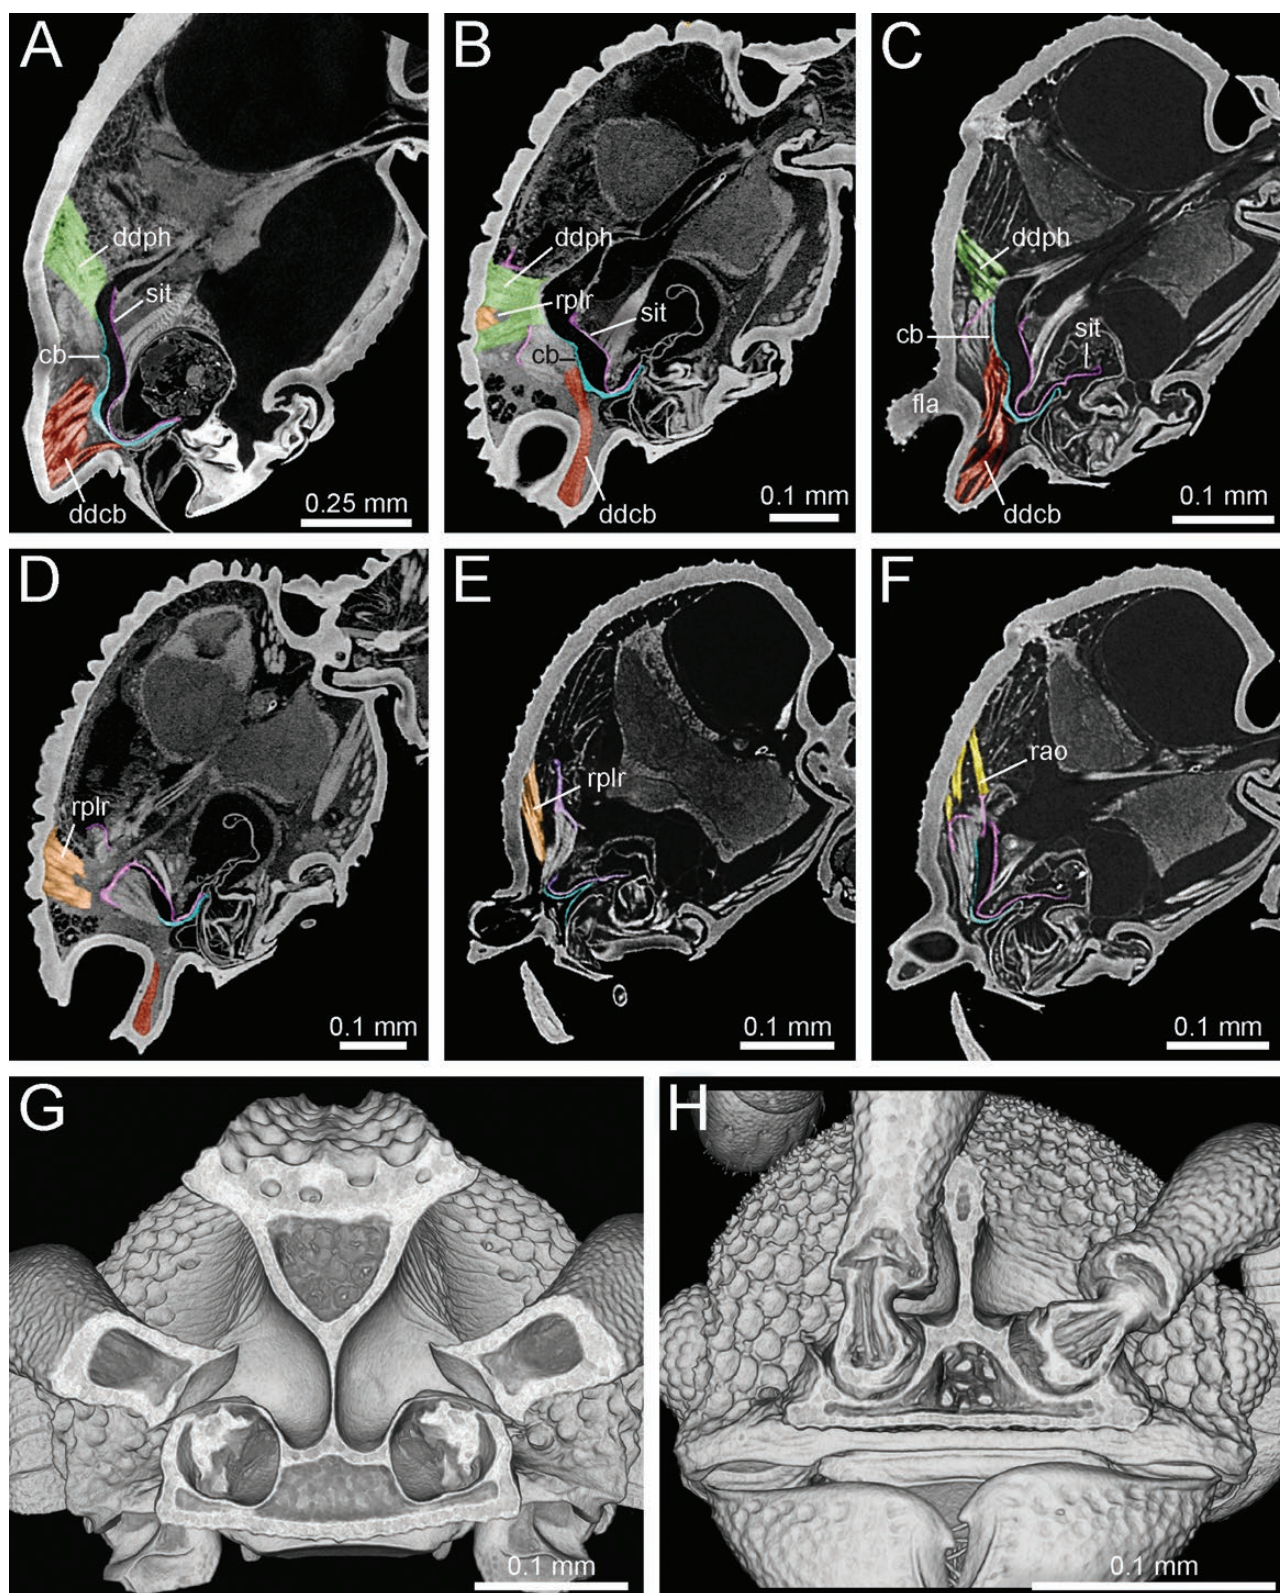 A
ddph
sit
cb
0.25 mm
ddcb
B
ddph
rplr
sit
cb
0.1 mm
ddcb
C
ddph
sit
cb
fla
0.1 mm
ddcb
D
rplr
0.1 mm
E
rplr
0.1 mm
F
rao
0.1 mm
G
0.1 mm
H
0.1 mm